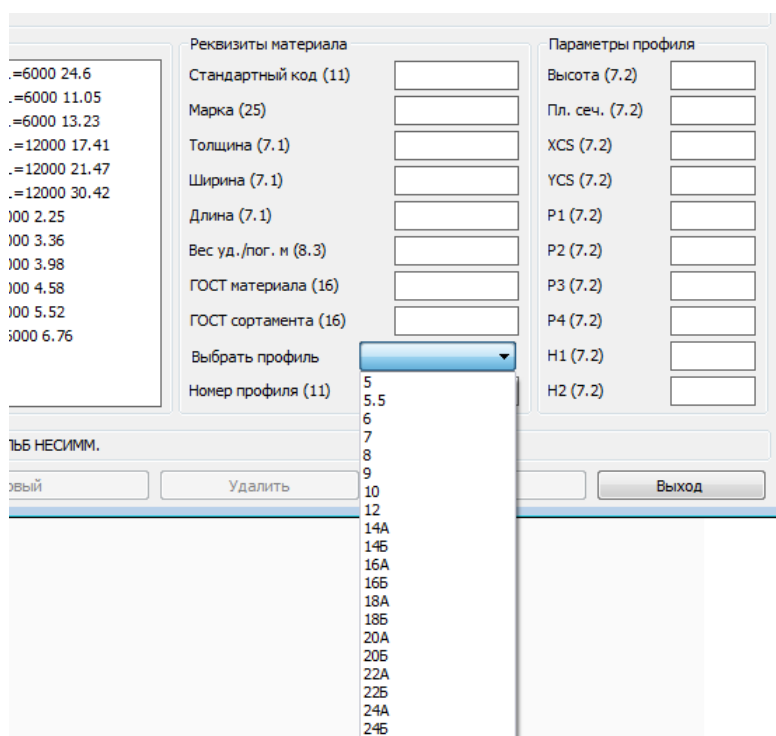 Реквизиты материала
Параметры профиля
.=6000 24.6
.=6000 11.05
.=6000 13.23
.=12000 17.41
.=12000 21.47
.=12000 30.42
000 2.25
000 3.36
000 3.98
000 4.58
000 5.52
6000 6.76
Стандартный код (11)
Марка (25)
Толщина (7.1)
Ширина (7.1)
Длина (7.1)
Вес уд./пог. м (8.3)
ГОСТ материала (16)
ГОСТ сортамента (16)
Выбрать профиль
Номер профиля (11)
Высота (7.2)
Пл. сеч. (7.2)
XCS (7.2)
YCS (7.2)
P1 (7.2)
P2 (7.2)
P3 (7.2)
P4 (7.2)
H1 (7.2)
H2 (7.2)
5
5.5
6
7
8
9
10
12
14А
14Б
16А
16Б
18А
18Б
20А
20Б
22А
22Б
24А
24Б
ЛЬБ НЕСИММ.
овый
Удалить
Выход